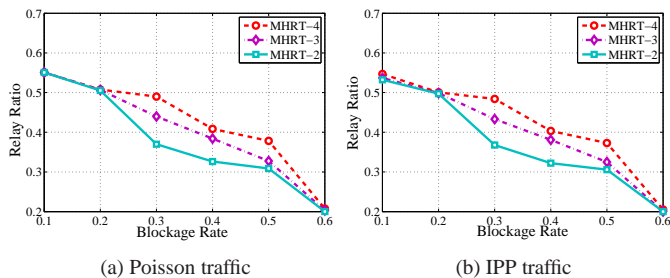 0.7
0.6
0.5
0.4
0.3
0.2
Relay Ratio
MHRT−4
MHRT−3
MHRT−2
0.1 0.2 0.3 0.4 0.5 0.6
Blockage Rate
(a) Poisson traffic
0.7
0.6
0.5
0.4
0.3
0.2
Relay Ratio
MHRT−4
MHRT−3
MHRT−2
0.1 0.2 0.3 0.4 0.5 0.6
Blockage Rate
(b) IPP traffic